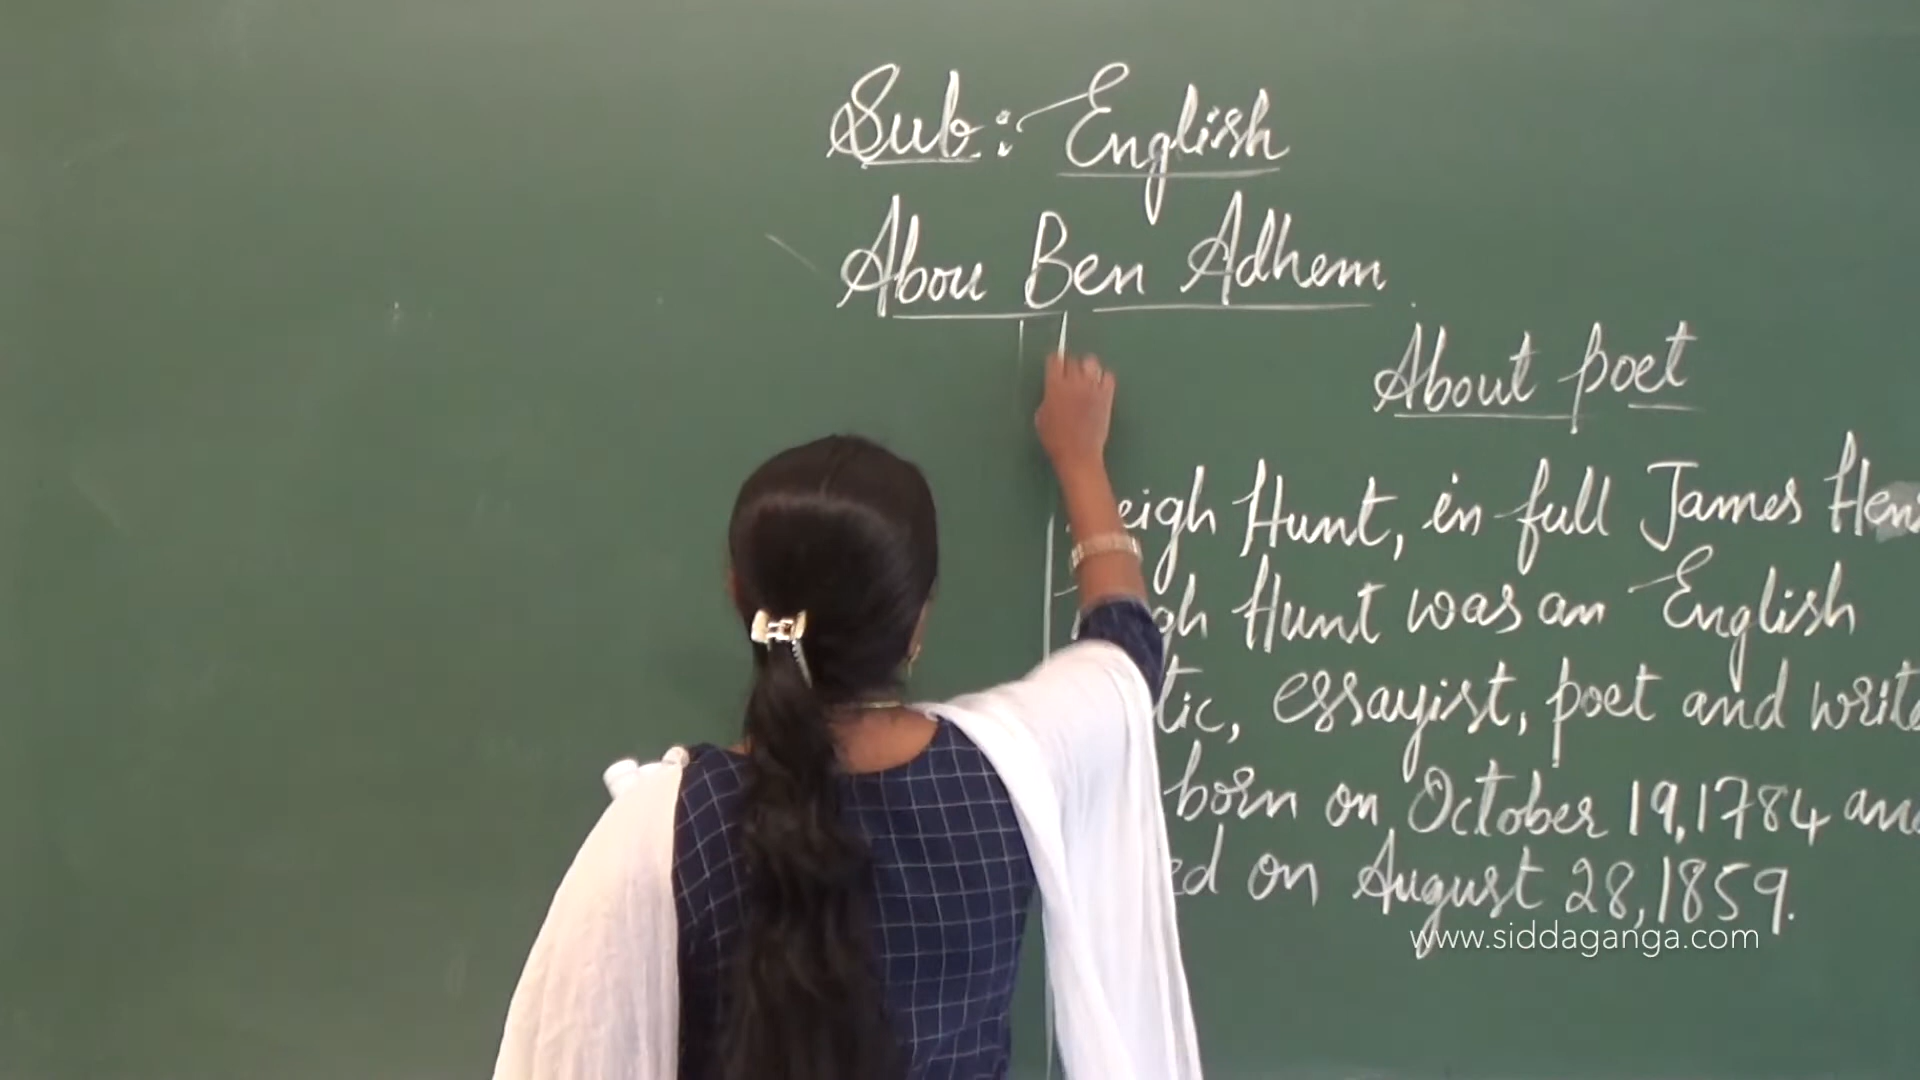 Sub: English
Abou Ben Adhem
About poet
eigh Hunt, in full James Hen
gh Hunt was an English
tic, essayist, poet and write
born on October 19, 1784 and
ed on August 28, 1859.
www.siddaganga.com